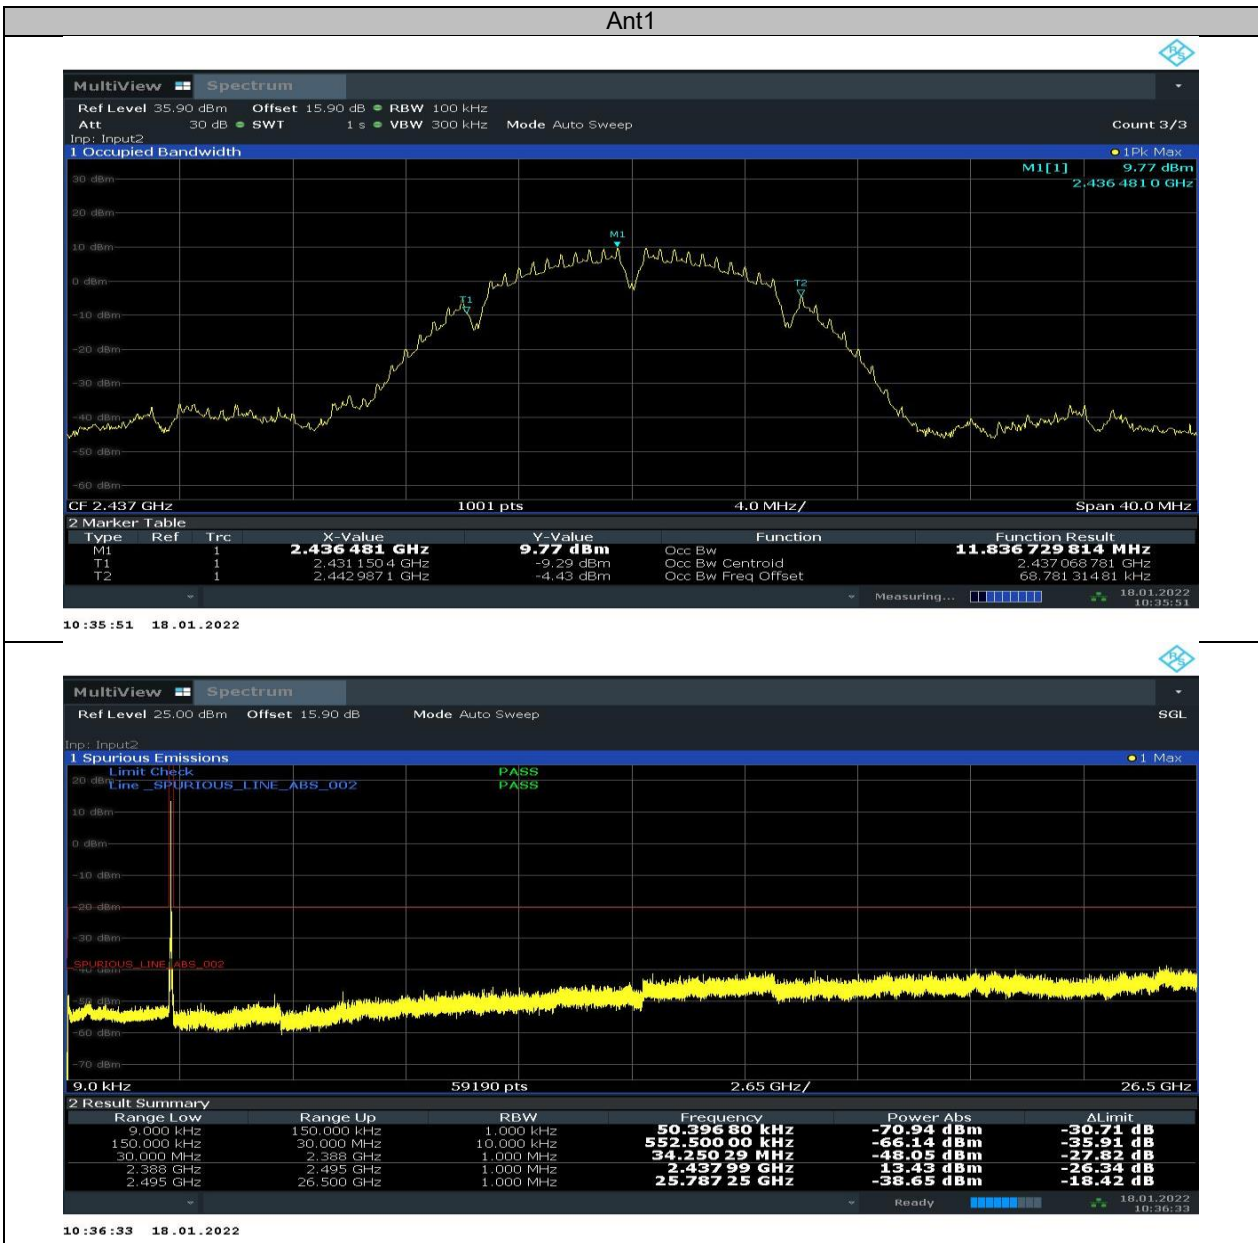 Ant1
R&S
MultiView Spectrum
Ref Level 35.90 dBm Offset 15.90 dB RBW 100 kHz
Att 30 dB SWT 1 s VBW 300 kHz Mode Auto Sweep Count 3/3
Inp: Input2
1 Occupied Bandwidth 1Pk Max
M1[1] 9.77 dBm
2.436 481 0 GHz
30 dBm
20 dBm
M1
10 dBm
0 dBm
T1
T2
-10 dBm
-20 dBm
-30 dBm
-40 dBm
-50 dBm
-60 dBm
CF 2.437 GHz 1001 pts 4.0 MHz/ Span 40.0 MHz
2 Marker Table
Type Ref Trc X-Value Y-Value Function Function Result
M1 1 2.436 481 GHz 9.77 dBm Occ Bw 11.836 729 814 MHz
T1 1 2.431 150 4 GHz -9.29 dBm Occ Bw Centroid 2.437 068 781 GHz
T2 1 2.442 987 1 GHz -4.43 dBm Occ Bw Freq Offset 68.781 314 81 kHz
Measuring... 18.01.2022
10:35:51
10:35:51 18.01.2022
R&S
MultiView Spectrum
Ref Level 25.00 dBm Offset 15.90 dB Mode Auto Sweep SGL
Inp: Input2
1 Spurious Emissions 1 Max
Limit Check PASS
20 dBm
Line _SPURIOUS_LINE_ABS_002 PASS
10 dBm
0 dBm
-10 dBm
-20 dBm
-30 dBm
_SPURIOUS_LINE_ABS_002
-40 dBm
-50 dBm
-60 dBm
-70 dBm
9.0 kHz 59190 pts 2.65 GHz/ 26.5 GHz
2 Result Summary
Range Low Range Up RBW Frequency Power Abs ΔLimit
9.000 kHz 150.000 kHz 1.000 kHz 50.396 80 kHz -70.94 dBm -30.71 dB
150.000 kHz 30.000 MHz 10.000 kHz 552.500 00 kHz -66.14 dBm -35.91 dB
30.000 MHz 2.388 GHz 1.000 MHz 34.250 29 MHz -48.05 dBm -27.82 dB
2.388 GHz 2.495 GHz 1.000 MHz 2.437 99 GHz 13.43 dBm -26.34 dB
2.495 GHz 26.500 GHz 1.000 MHz 25.787 25 GHz -38.65 dBm -18.42 dB
Ready 18.01.2022
10:36:33
10:36:33 18.01.2022